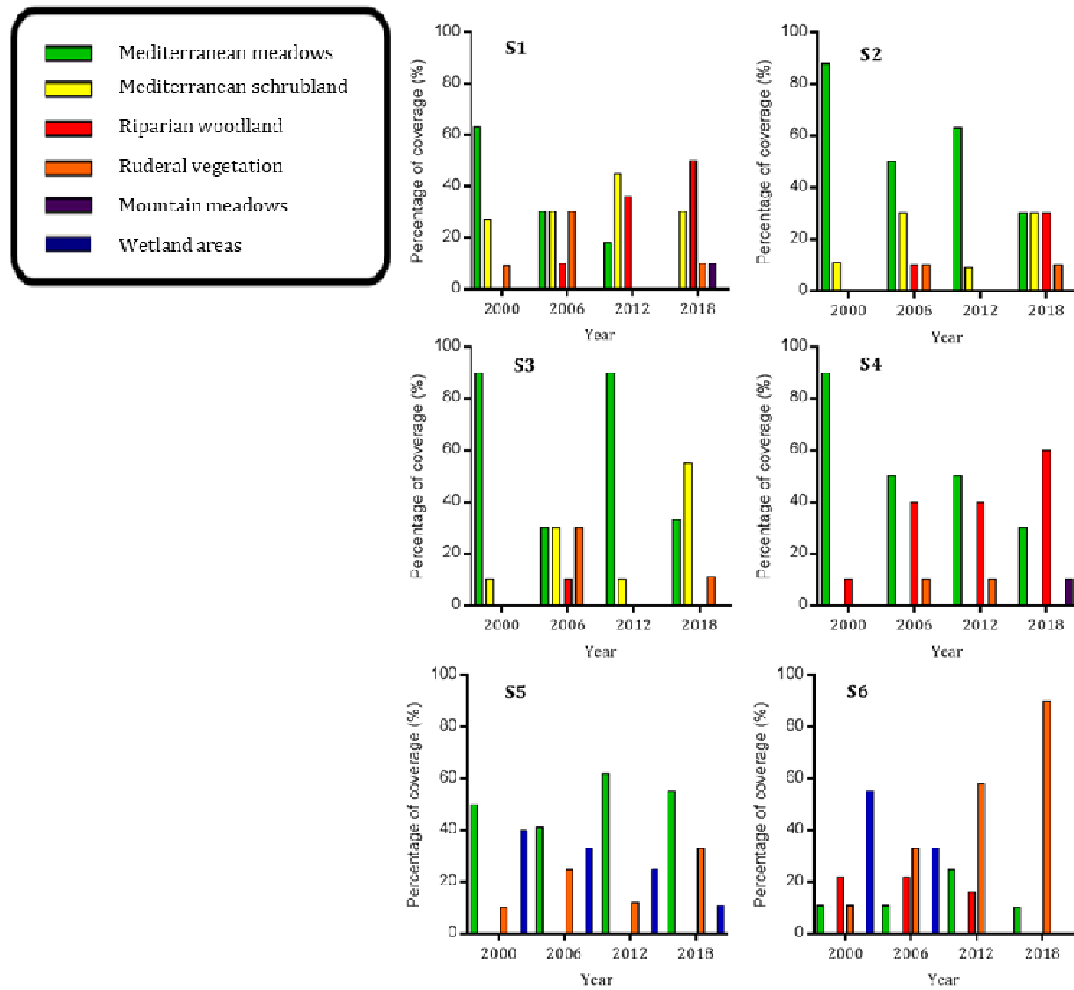 Mediterranean meadows
Mediterranean schrubland
Riparian woodland
Ruderal vegetation
Mountain meadows
Wetland areas
S1
Percentage of coverage (%)
100
80
60
40
20
0
2000 2006 2012 2018
Year
S2
Percentage of coverage (%)
100
80
60
40
20
0
2000 2006 2012 2018
Year
S3
Percentage of coverage (%)
100
80
60
40
20
0
2000 2006 2012 2018
Year
S4
Percentage of coverage (%)
100
80
60
40
20
0
2000 2006 2012 2018
Year
S5
Percentage of coverage (%)
100
80
60
40
20
0
2000 2006 2012 2018
Year
S6
Percentage of coverage (%)
100
80
60
40
20
0
2000 2006 2012 2018
Year